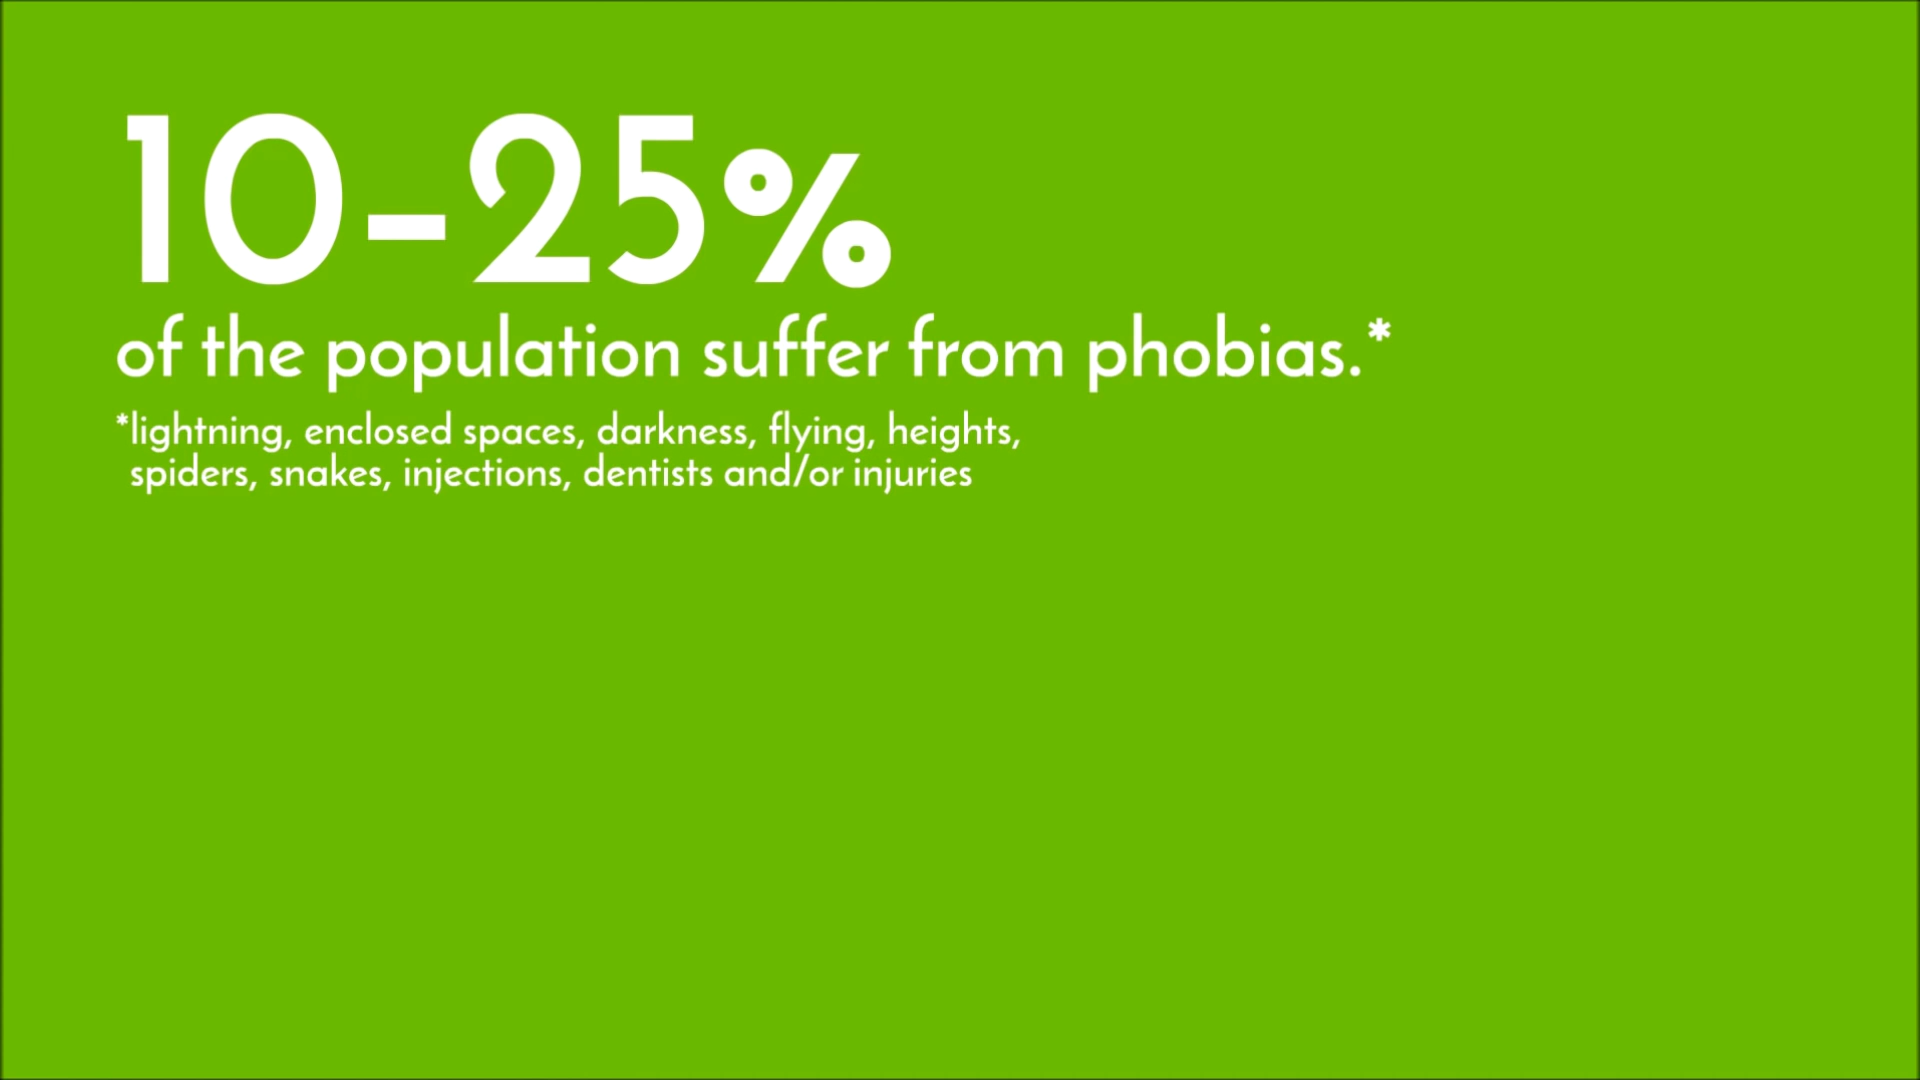 10–25%
of the population suffer from phobias.*
*lightning, enclosed spaces, darkness, flying, heights,
spiders, snakes, injections, dentists and/or injuries